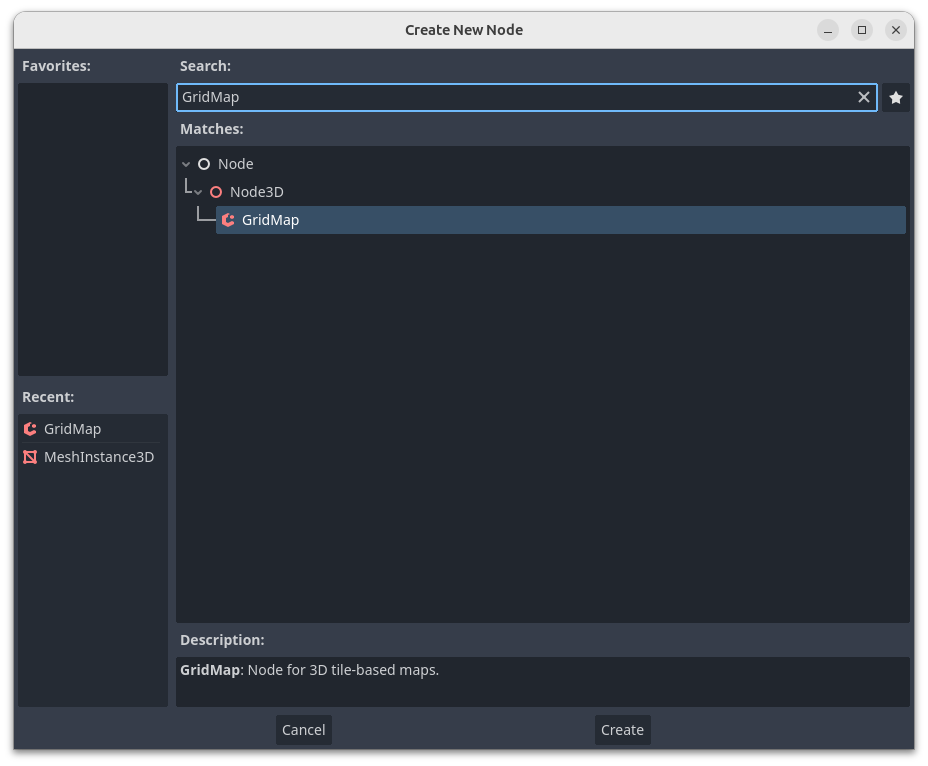 Create New Node
Favorites:
Search:
GridMap
Matches:
Node
Node3D
GridMap
Recent:
GridMap
MeshInstance3D
Description:
GridMap: Node for 3D tile-based maps.
Cancel
Create